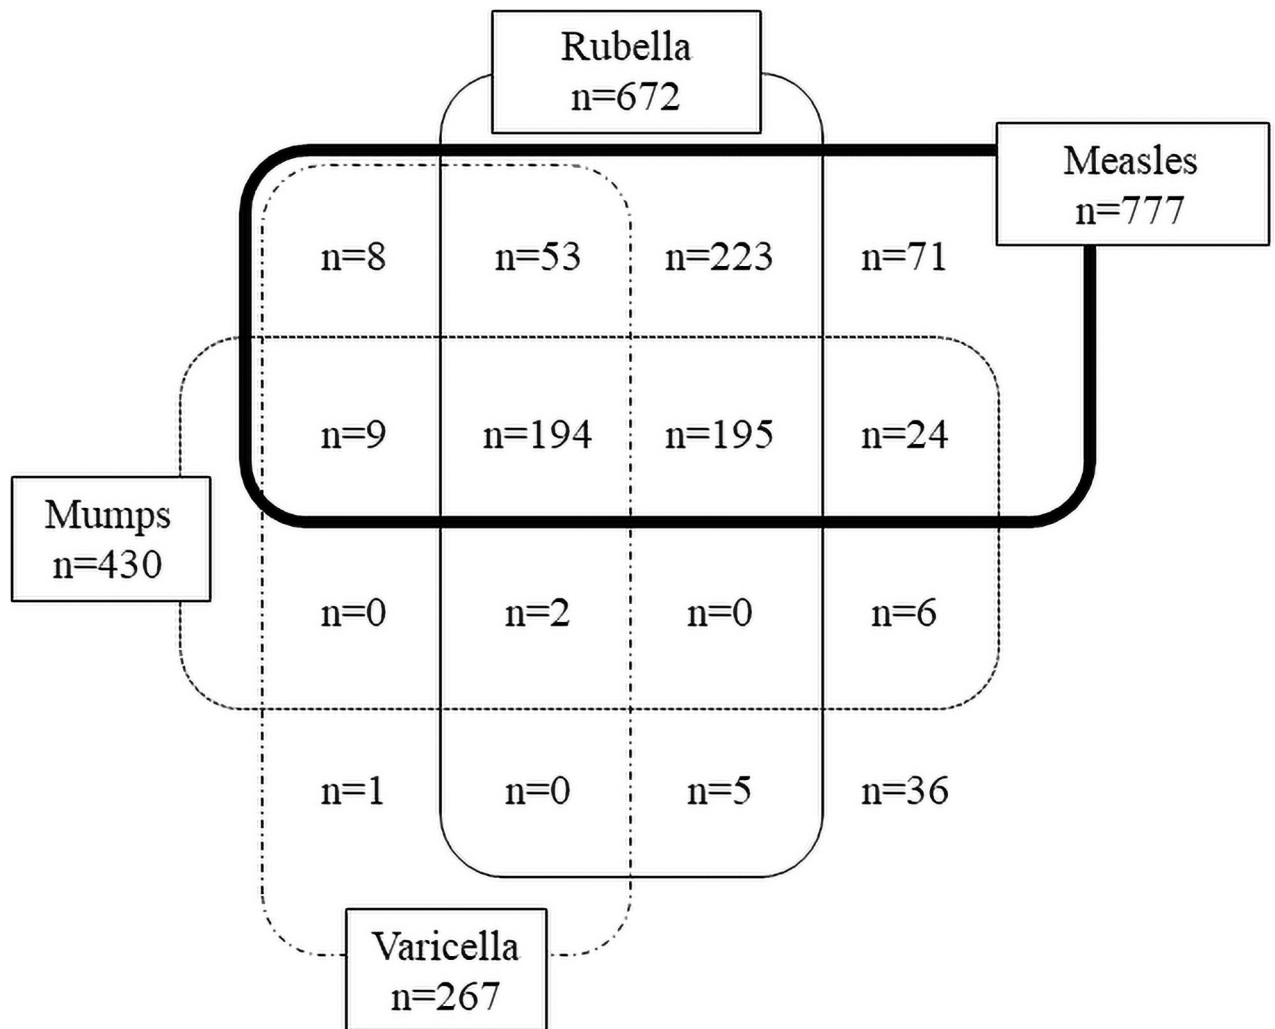 Rubella
n=672
Measles
n=777
n=8 n=53 n=223 n=71
n=9 n=194 n=195 n=24
Mumps
n=430
n=0 n=2 n=0 n=6
n=1 n=0 n=5 n=36
Varicella
n=267